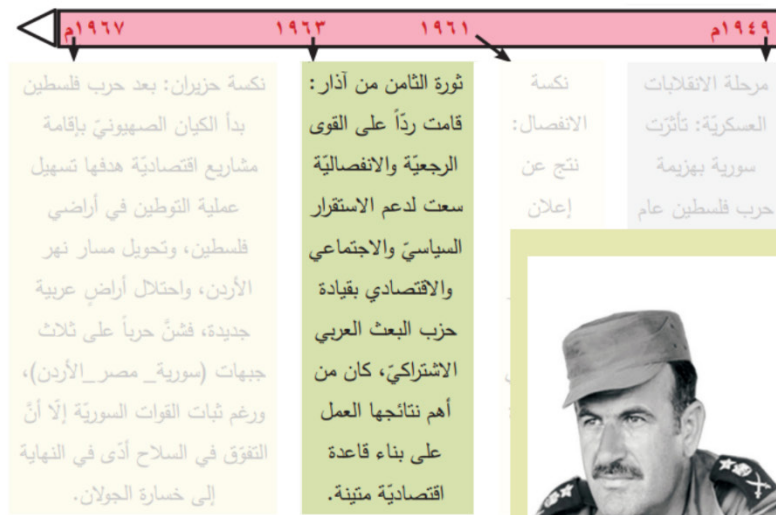 ١٩٤٩م
١٩٦١
١٩٦٣
١٩٦٧م
مرحلة الانقلابات
العسكريّة: تأثرّت
سورية بهزيمة
حرب فلسطين عام
نكسة
الانفصال:
نتج عن
إعلان
ثورة الثامن من آذار:
قامت ردّاً على القوى
الرجعيّة والانفصاليّة
سعت لدعم الاستقرار
السياسيّ والاجتماعي
والاقتصادي بقيادة
حزب البعث العربي
الاشتراكيّ، كان من
أهم نتائجها العمل
على بناء قاعدة
اقتصاديّة متينة.
نكسة حزيران: بعد حرب فلسطين
بدأ الكيان الصهيونيّ بإقامة
مشاريع اقتصاديّة هدفها تسهيل
عملية التوطين في أراضي
فلسطين، وتحويل مسار نهر
الأردن، واحتلال أراضٍ عربية
جديدة، فشنَّ حرباً على ثلاث
جبهات (سورية_ مصر_الأردن)،
ورغم ثبات القوات السوريّة إلّا أنَّ
التفوّق في السلاح أدّى في النهاية
إلى خسارة الجولان.